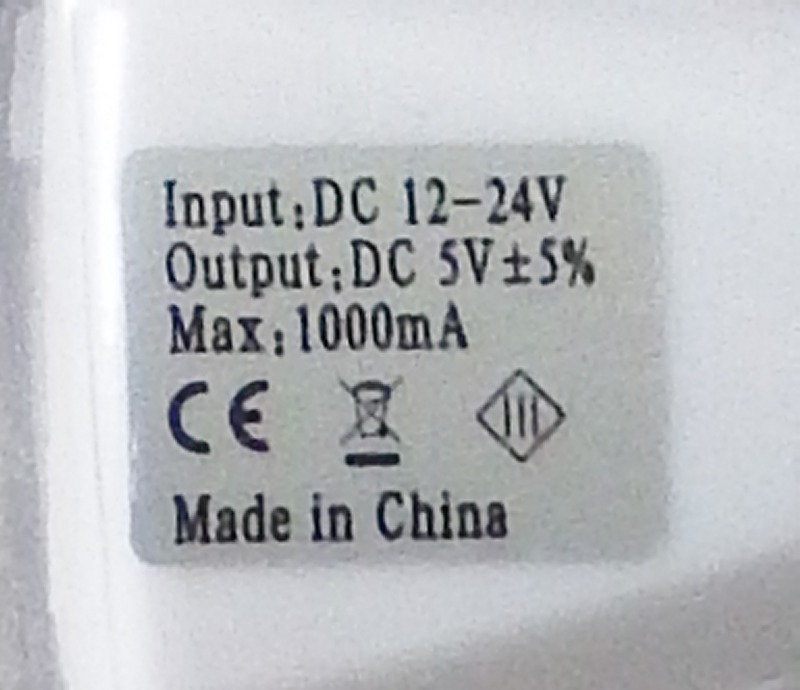 Input:DC 12-24V
Output:DC 5V±5%
Max:1000mA
CE
Made in China